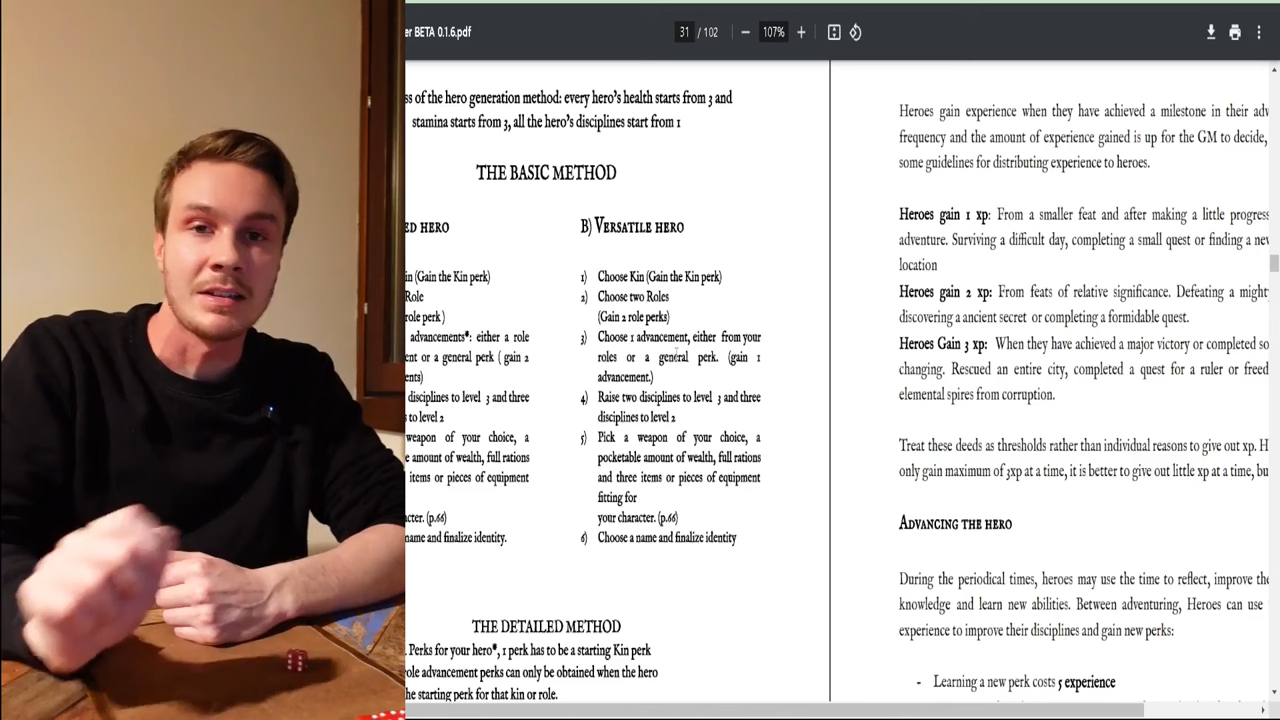 er BETA 0.1.6.pdf
31 / 102
107%
ss of the hero generation method: every hero's health starts from 3 and
stamina starts from 3, all the hero's disciplines start from 1
THE BASIC METHOD
ED HERO
in (Gain the Kin perk)
Role
role perk )
advancements*: either a role
ent or a general perk ( gain 2
ents)
disciplines to level 3 and three
s to level 2
weapon of your choice, a
e amount of wealth, full rations
items or pieces of equipment
acter. (p.66)
name and finalize identity.
B) VERSATILE HERO
1) Choose Kin (Gain the Kin perk)
2) Choose two Roles
(Gain 2 role perks)
3) Choose 1 advancement, either from your
roles or a general perk. (gain 1
advancement.)
4) Raise two disciplines to level 3 and three
disciplines to level 2
5) Pick a weapon of your choice, a
pocketable amount of wealth, full rations
and three items or pieces of equipment
fitting for
your character. (p.66)
6) Choose a name and finalize identity
THE DETAILED METHOD
. Perks for your hero*, 1 perk has to be a starting Kin perk
role advancement perks can only be obtained when the hero
he starting perk for that kin or role.
Heroes gain experience when they have achieved a milestone in their adv
frequency and the amount of experience gained is up for the GM to decide,
some guidelines for distributing experience to heroes.
Heroes gain 1 xp: From a smaller feat and after making a little progress
adventure. Surviving a difficult day, completing a small quest or finding a new
location
Heroes gain 2 xp: From feats of relative significance. Defeating a mighty
discovering a ancient secret or completing a formidable quest.
Heroes Gain 3 xp: When they have achieved a major victory or completed so
changing. Rescued an entire city, completed a quest for a ruler or freed
elemental spires from corruption.
Treat these deeds as thresholds rather than individual reasons to give out xp. H
only gain maximum of 3xp at a time, it is better to give out little xp at a time, bu
ADVANCING THE HERO
During the periodical times, heroes may use the time to reflect, improve the
knowledge and learn new abilities. Between adventuring, Heroes can use
experience to improve their disciplines and gain new perks:
- Learning a new perk costs 5 experience